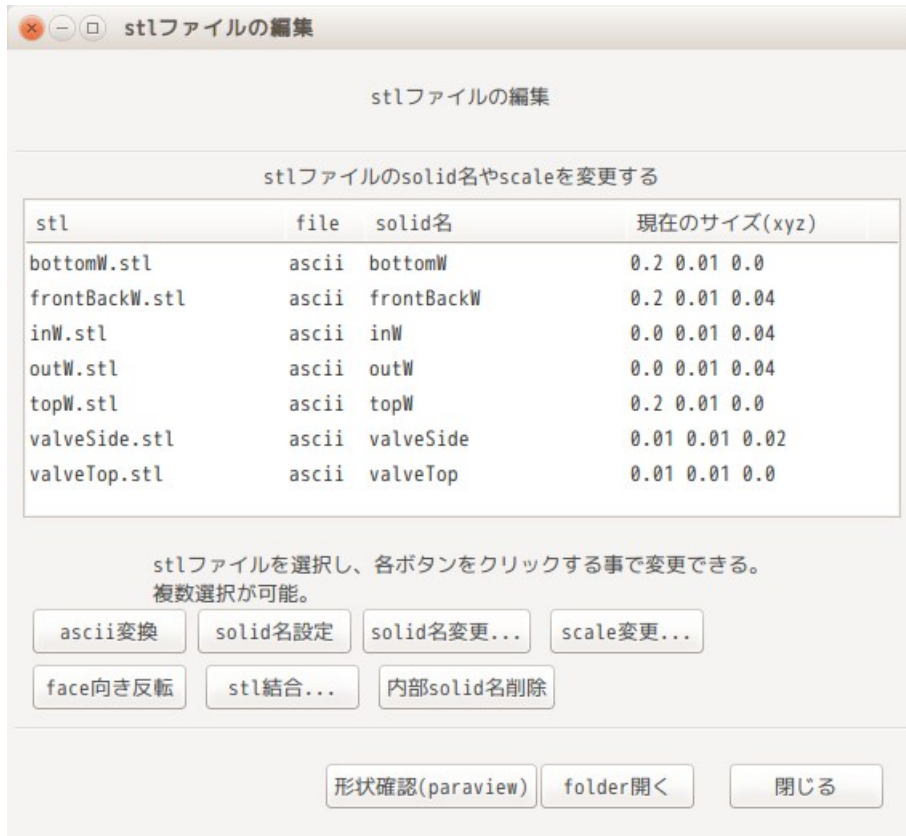 stlファイルの編集
stlファイルの編集
stlファイルのsolid名やscaleを変更する
stl file solid名 現在のサイズ(xyz)
bottomW.stl ascii bottomW 0.2 0.01 0.0
frontBackW.stl ascii frontBackW 0.2 0.01 0.04
inW.stl ascii inW 0.0 0.01 0.04
outW.stl ascii outW 0.0 0.01 0.04
topW.stl ascii topW 0.2 0.01 0.0
valveSide.stl ascii valveSide 0.01 0.01 0.02
valveTop.stl ascii valveTop 0.01 0.01 0.0
stlファイルを選択し、各ボタンをクリックする事で変更できる。
複数選択が可能。
ascii変換 solid名設定 solid名変更... scale変更...
face向き反転 stl結合... 内部solid名削除
形状確認(paraview) folder開く 閉じる